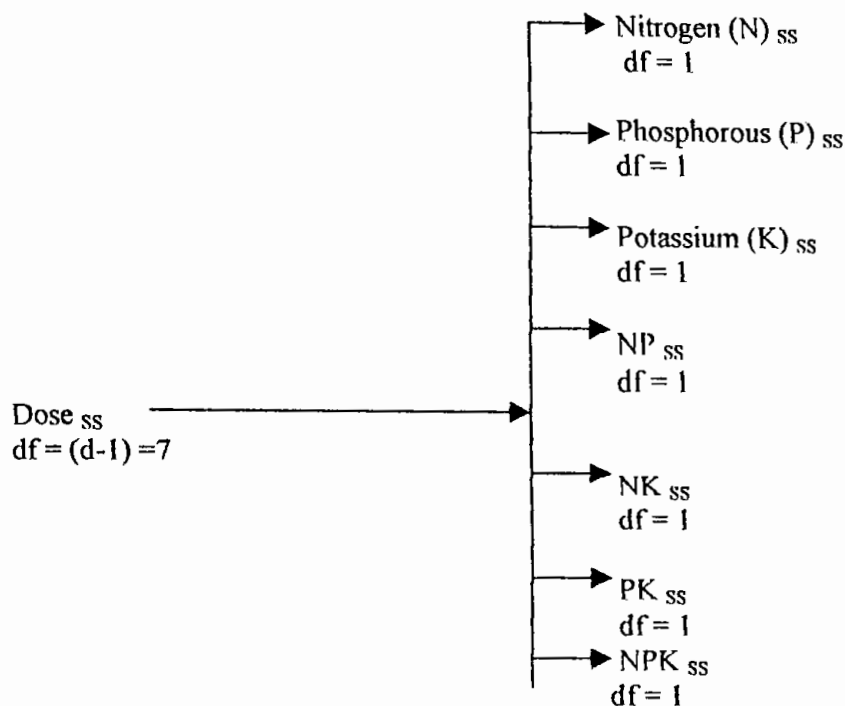 Nitrogen (N) ss
df = 1
Phosphorous (P) ss
df = 1
Potassium (K) ss
df = 1
NP ss
df = 1
Dose ss
df = (d-1) =7
NK ss
df = 1
PK ss
df = 1
NPK ss
df = 1